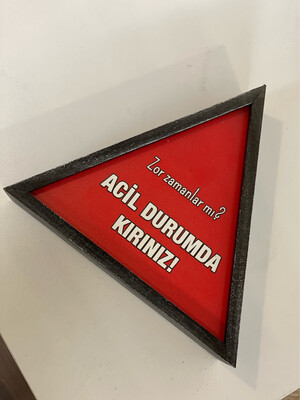 Zor zamanlar mı?
ACİL DURUMDA
KIRINIZ!